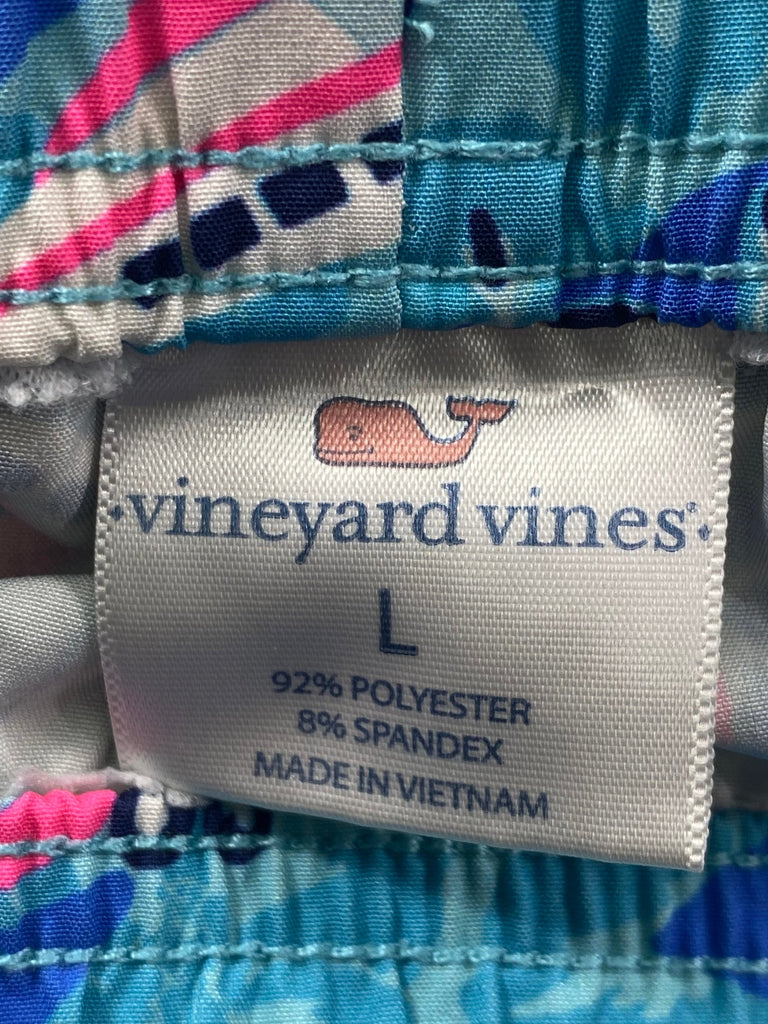 vineyard vines®
L
92% POLYESTER
8% SPANDEX
MADE IN VIETNAM